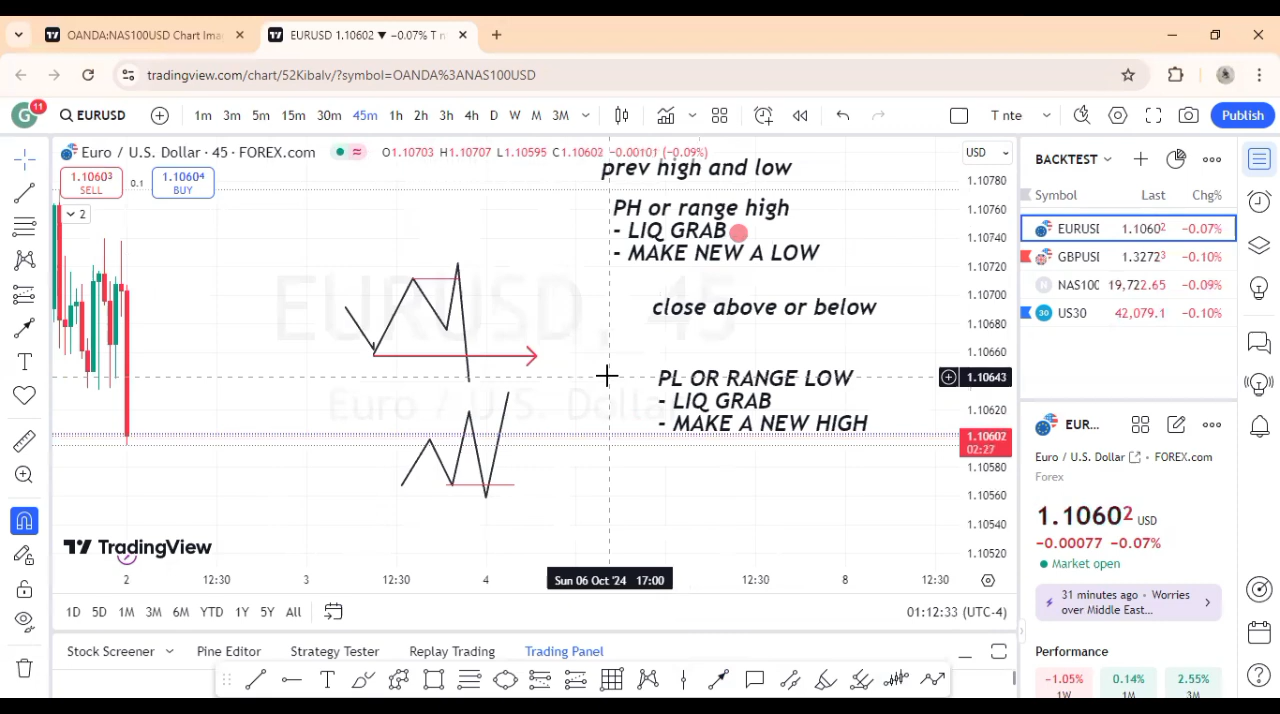 OANDA:NAS100USD Chart Ima
EURUSD 1.10602 ▼ −0.07% T n
tradingview.com/chart/52Kibalv/?symbol=OANDA%3ANAS100USD
G 11
EURUSD
1m 3m 5m 15m 30m 45m 1h 2h 3h 4h D W M 3M
T nte
Publish
Euro / U.S. Dollar · 45 · FOREX.com
O1.10703 H1.10707 L1.10595 C1.10602 −0.00101 (−0.09%)
1.10603 SELL
0.1
1.10604 BUY
2
prev high and low
PH or range high
- LIQ GRAB
- MAKE NEW A LOW
close above or below
PL OR RANGE LOW
- LIQ GRAB
- MAKE A NEW HIGH
EURUSD, 45
Euro / U.S. Dollar
USD
1.10780
1.10760
1.10740
1.10720
1.10700
1.10680
1.10660
1.10643
1.10620
1.10602
02:27
1.10580
1.10560
1.10540
1.10520
TradingView
2 12:30 3 12:30 4 Sun 06 Oct '24 17:00 12:30 8 12:30
1D 5D 1M 3M 6M YTD 1Y 5Y All
01:12:33 (UTC-4)
Stock Screener Pine Editor Strategy Tester Replay Trading Trading Panel
BACKTEST
Symbol Last Chg%
EURUSI 1.10602 −0.07%
GBPUSI 1.32723 −0.10%
NAS100 19,722.65 −0.09%
US30 42,079.1 −0.10%
EUR...
Euro / U.S. Dollar FOREX.com
Forex
1.10602 USD
−0.00077 −0.07%
Market open
31 minutes ago · Worries
over Middle East...
Performance
−1.05% 0.14% 2.55%
1W 1M 3M